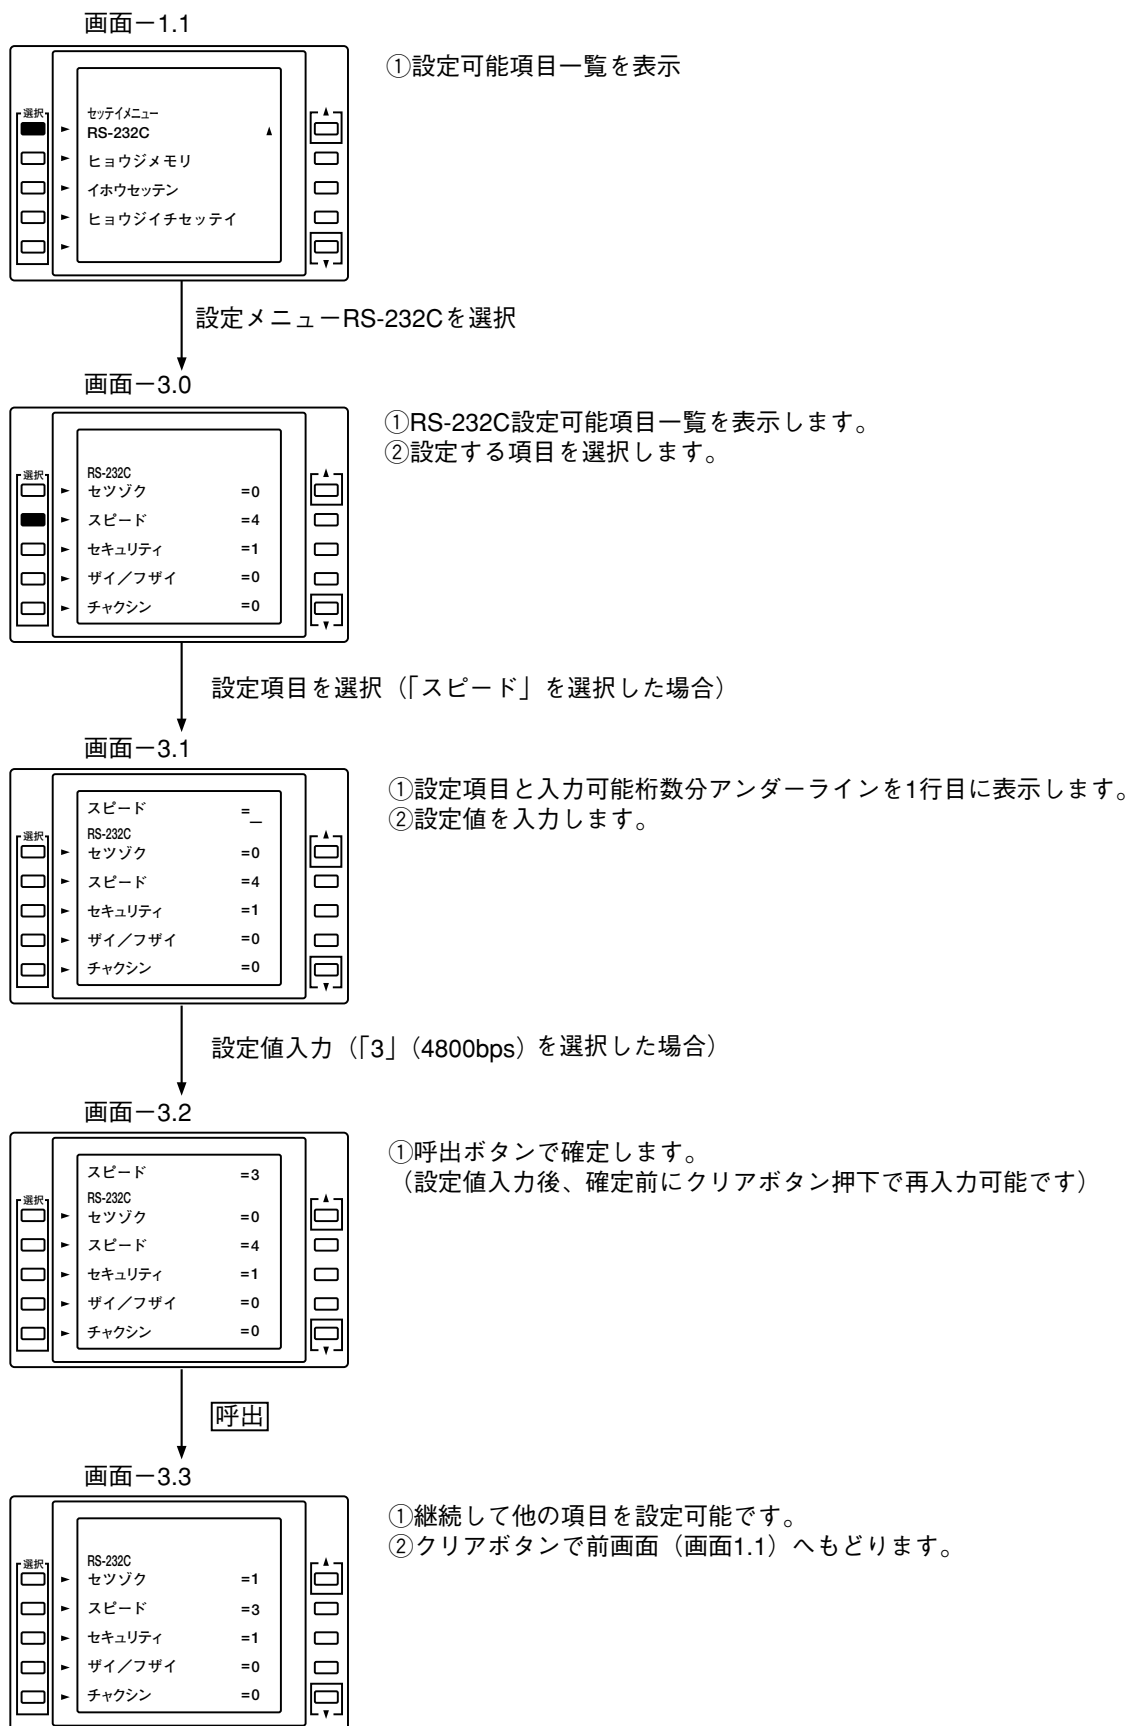 画面－1.1
①設定可能項目一覧を表示
選択
セッテイメニュー
RS-232C
ヒョウジメモリ
イホウセッテン
ヒョウジイチセッテイ
設定メニューRS-232Cを選択
画面－3.0
①RS-232C設定可能項目一覧を表示します。
②設定する項目を選択します。
選択
RS-232C
セツゾク =0
スピード =4
セキュリティ =1
ザイ／フザイ =0
チャクシン =0
設定項目を選択（「スピード」を選択した場合）
画面－3.1
①設定項目と入力可能桁数分アンダーラインを1行目に表示します。
②設定値を入力します。
スピード =_
選択
RS-232C
セツゾク =0
スピード =4
セキュリティ =1
ザイ／フザイ =0
チャクシン =0
設定値入力（「3」（4800bps）を選択した場合）
画面－3.2
①呼出ボタンで確定します。
（設定値入力後、確定前にクリアボタン押下で再入力可能です）
スピード =3
選択
RS-232C
セツゾク =0
スピード =4
セキュリティ =1
ザイ／フザイ =0
チャクシン =0
呼出
画面－3.3
①継続して他の項目を設定可能です。
②クリアボタンで前画面（画面1.1）へもどります。
選択
RS-232C
セツゾク =1
スピード =3
セキュリティ =1
ザイ／フザイ =0
チャクシン =0